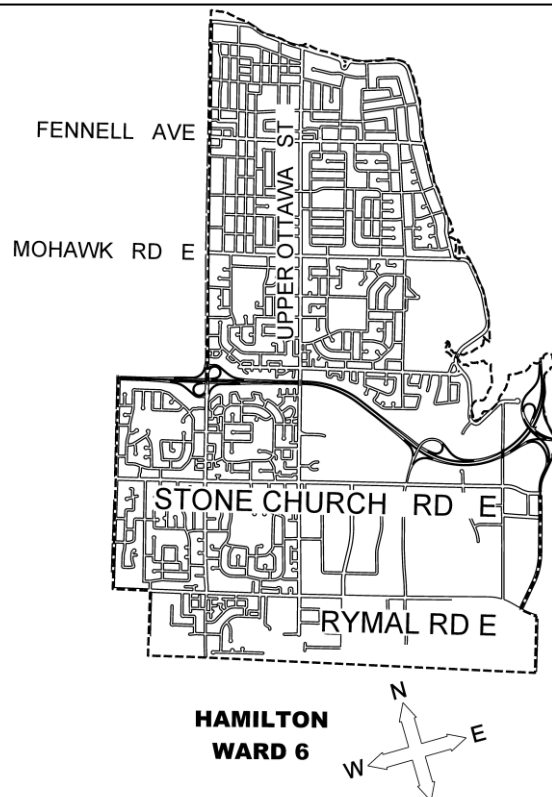 FENNELL AVE
UPPER OTTAWA ST
MOHAWK RD E
STONE CHURCH RD E
RYMAL RD E
HAMILTON
WARD 6
N
E
W